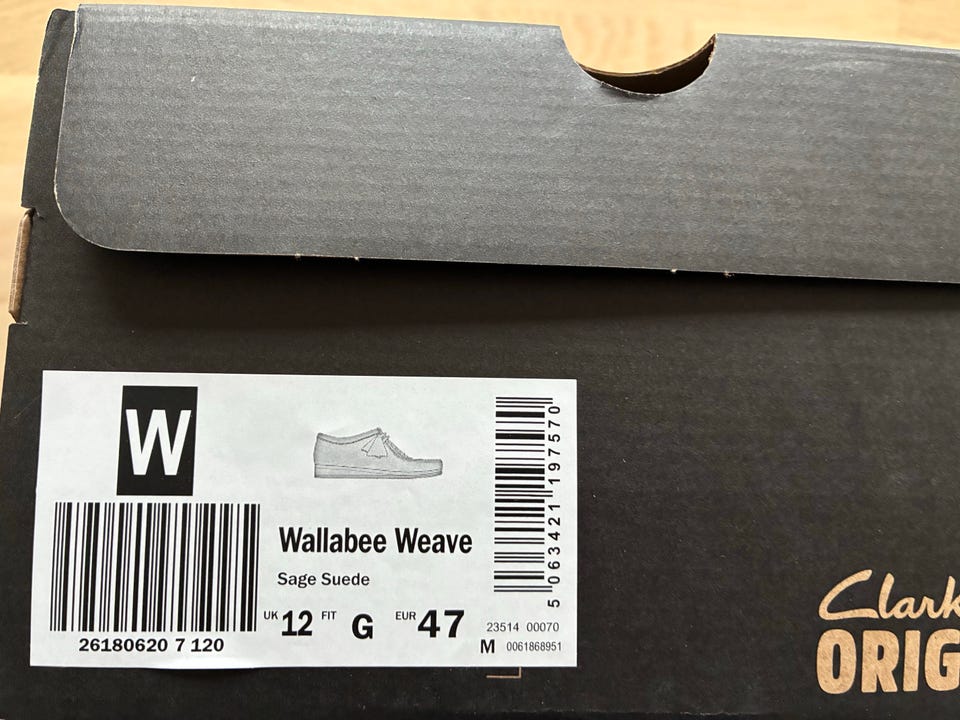 W
26180620 7 120
Wallabee Weave
Sage Suede
UK 12 FIT G EUR 47
5 063421 197570
23514 00070
M 0061868951
Clark
ORIG